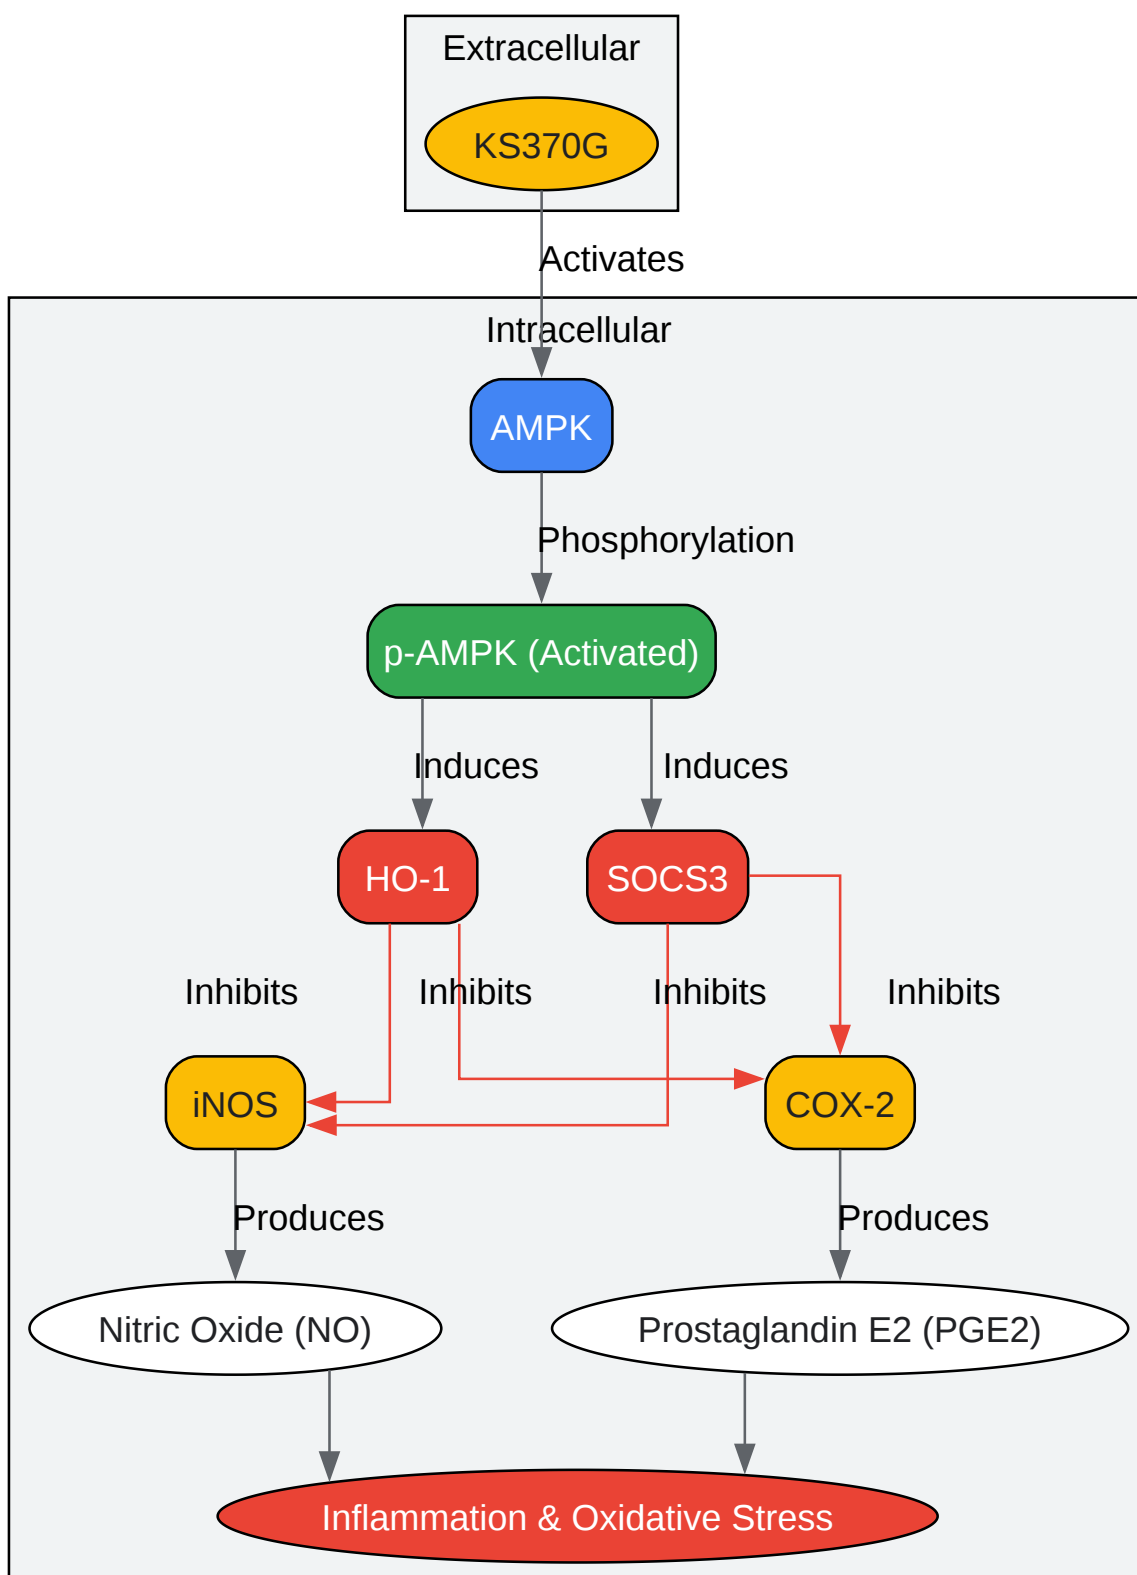 Extracellular
KS370G
Activates
Intracellular
AMPK
Phosphorylation
p-AMPK (Activated)
Induces
Induces
HO-1
SOCS3
Inhibits
Inhibits
Inhibits
Inhibits
iNOS
COX-2
Produces
Produces
Nitric Oxide (NO)
Prostaglandin E2 (PGE2)
Inflammation & Oxidative Stress